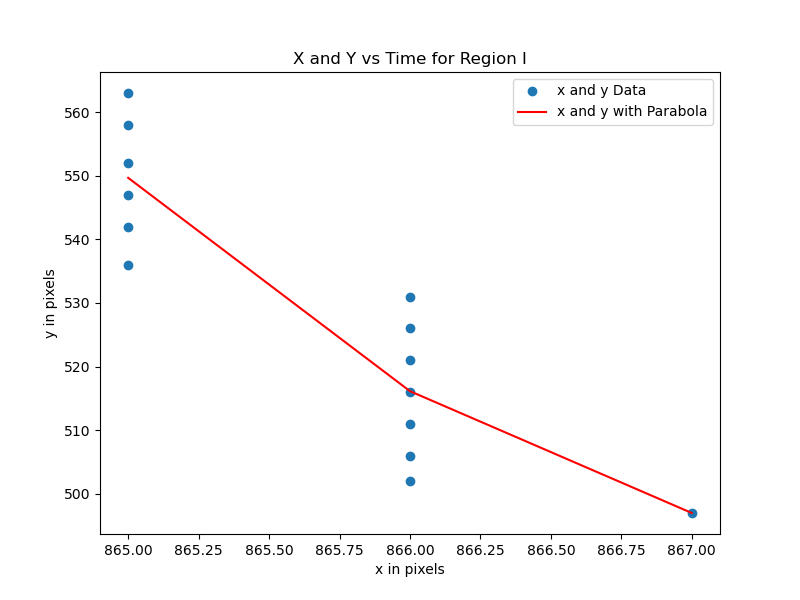 X and Y vs Time for Region I
x and y Data
x and y with Parabola
y in pixels
560
550
540
530
520
510
500
865.00 865.25 865.50 865.75 866.00 866.25 866.50 866.75 867.00
x in pixels